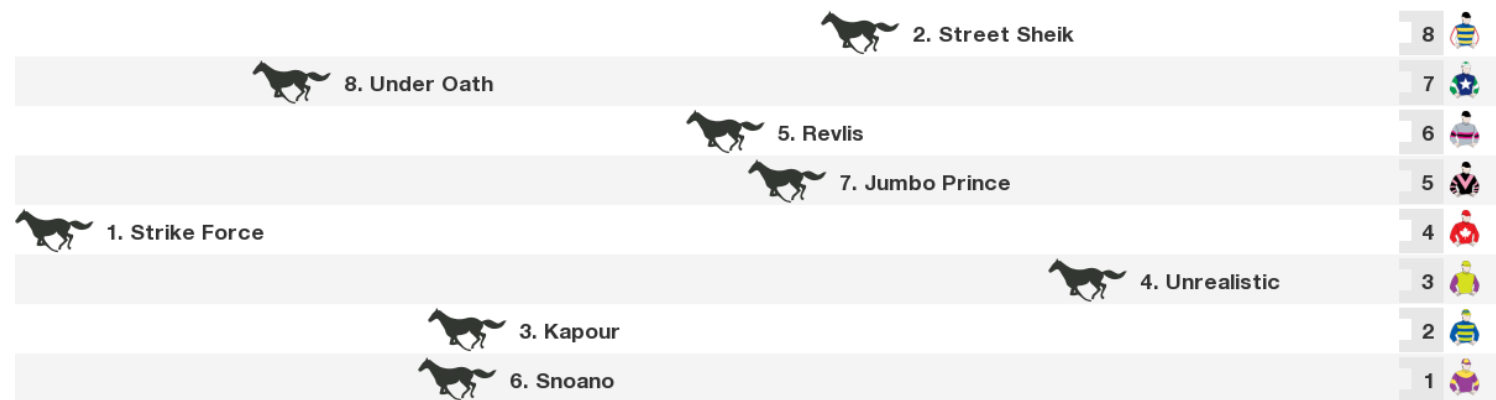 2. Street Sheik 8
8. Under Oath 7
5. Revlis 6
7. Jumbo Prince 5
1. Strike Force 4
4. Unrealistic 3
3. Kapour 2
6. Snoano 1